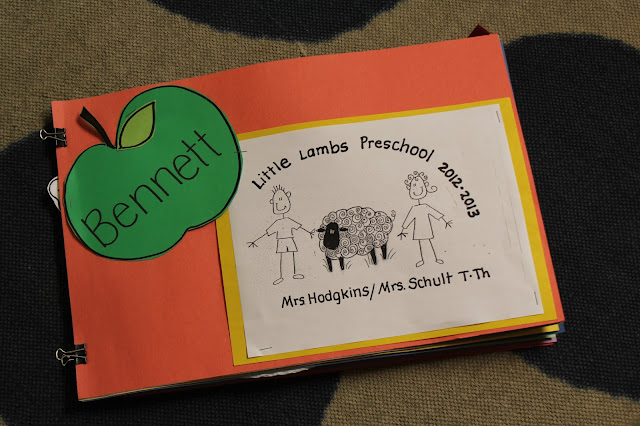 Bennett
Little Lambs Preschool 2012-2013
Mrs Hodgkins/Mrs. Schult T-Th